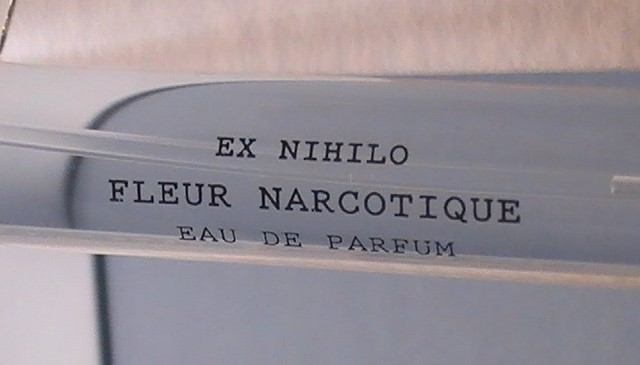 EX NIHILO
FLEUR NARCOTIQUE
EAU DE PARFUM